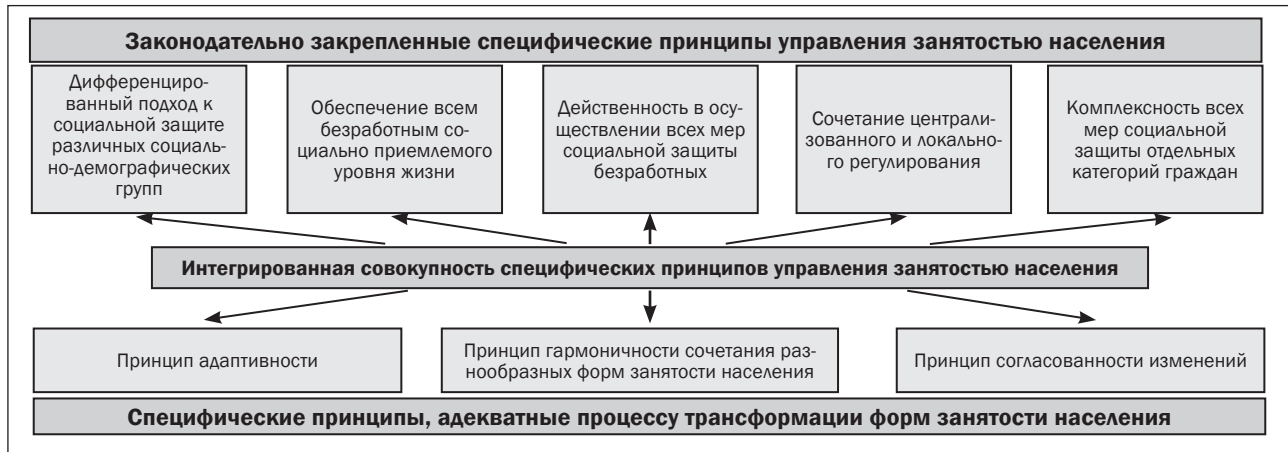 Законодательно закрепленные специфические принципы управления занятостью населения
Дифференциро-
ванный подход к
социальной защите
различных социаль-
но-демографических
групп
Обеспечение всем
безработным со-
циально приемлемого
уровня жизни
Действенность в осу-
ществлении всех мер
социальной защиты
безработных
Сочетание централи-
зованного и локально-
го регулирования
Комплексность всех
мер социальной
защиты отдельных
категорий граждан
Интегрированная совокупность специфических принципов управления занятостью населения
Принцип адаптивности
Принцип гармоничности сочетания раз-
нообразных форм занятости населения
Принцип согласованности изменений
Специфические принципы, адекватные процессу трансформации форм занятости населения